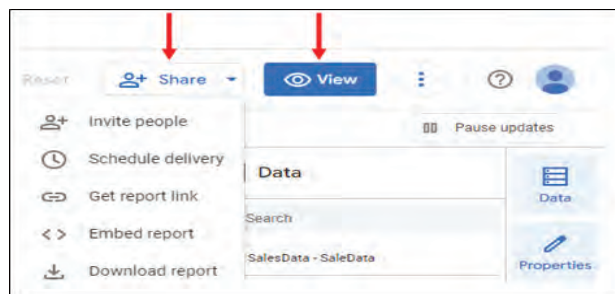 Reset Share View
Invite people
Pause updates
Schedule delivery
Data
Get report link
Data
Search
Embed report
SalesData - SaleData
Download report
Properties